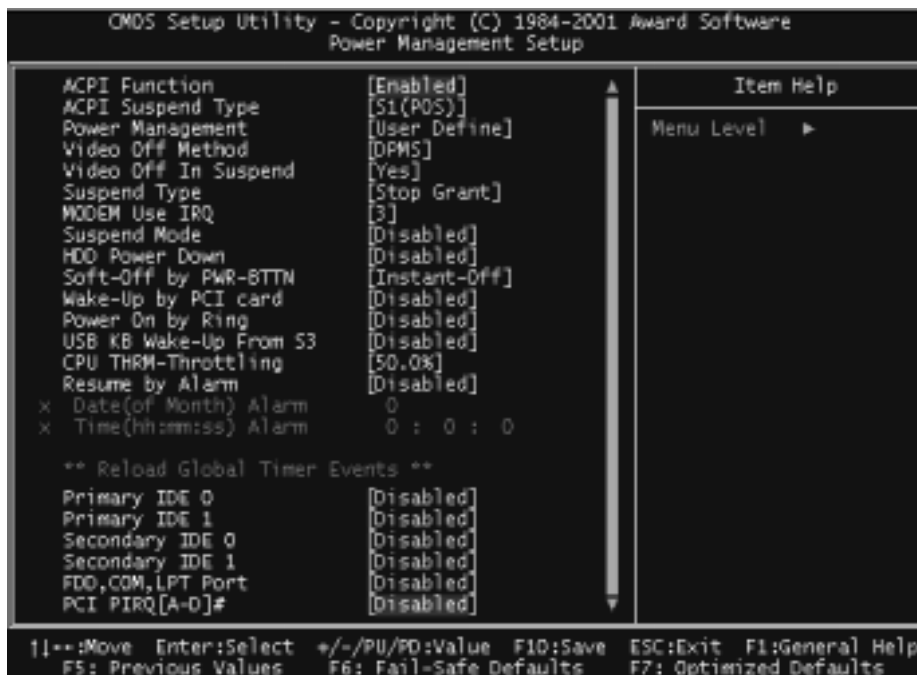 CMOS Setup Utility - Copyright (C) 1984-2001 Award Software
Power Management Setup
ACPI Function [Enabled]
ACPI Suspend Type [S1(POS)]
Power Management [User Define]
Video Off Method [DPMS]
Video Off In Suspend [Yes]
Suspend Type [Stop Grant]
MODEM Use IRQ [3]
Suspend Mode [Disabled]
HDD Power Down [Disabled]
Soft-Off by PWR-BTTN [Instant-Off]
Wake-Up by PCI card [Disabled]
Power On by Ring [Disabled]
USB KB Wake-Up From S3 [Disabled]
CPU THRM-Throttling [50.0%]
Resume by Alarm [Disabled]
x Date(of Month) Alarm 0
x Time(hh:mm:ss) Alarm 0 : 0 : 0
** Reload Global Timer Events **
Primary IDE 0 [Disabled]
Primary IDE 1 [Disabled]
Secondary IDE 0 [Disabled]
Secondary IDE 1 [Disabled]
FDD,COM,LPT Port [Disabled]
PCI PIRQ[A-D]# [Disabled]
Item Help
Menu Level ►
↑↓←→:Move Enter:Select +/-/PU/PD:Value F10:Save ESC:Exit F1:General Help
F5: Previous Values F6: Fail-Safe Defaults F7: Optimized Defaults